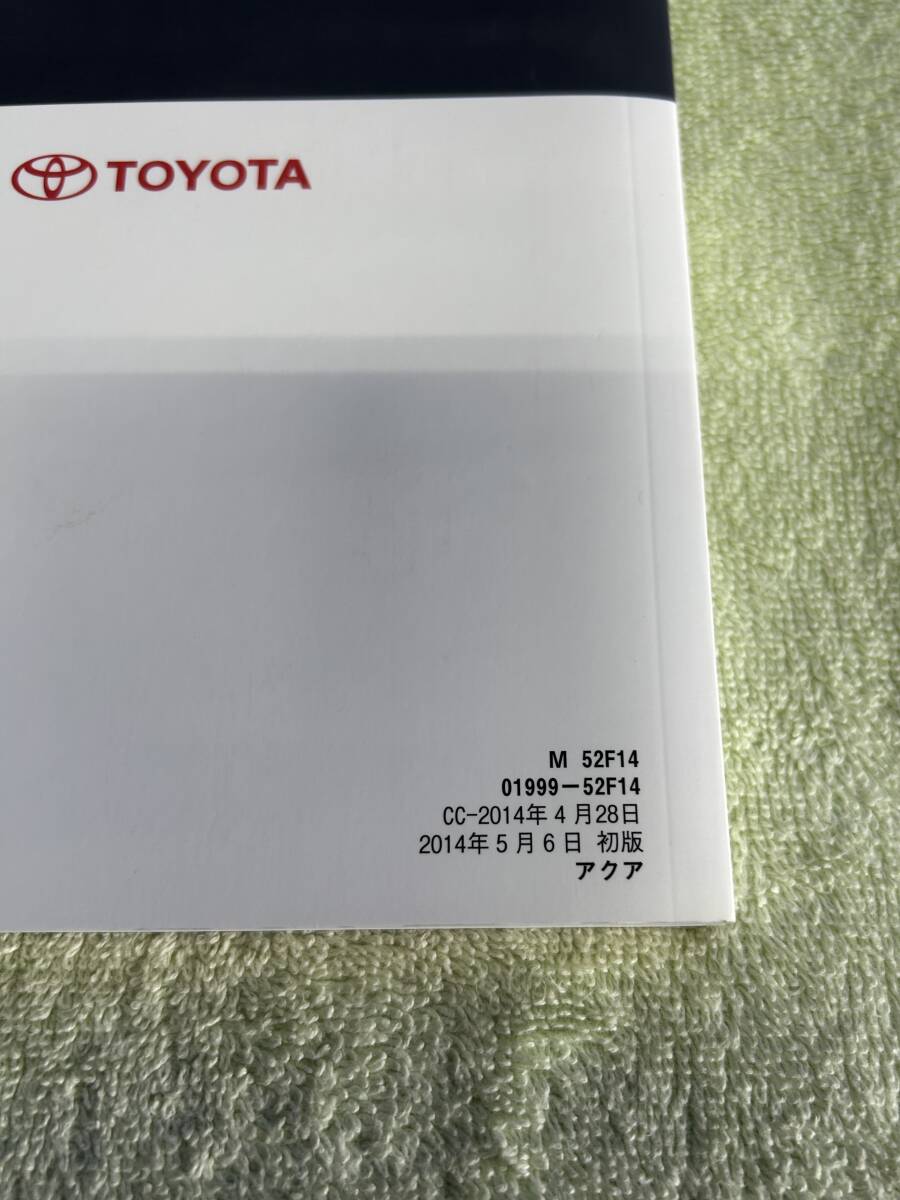 TOYOTA
M 52F14
01999-52F14
CC-2014年4月28日
2014年5月6日 初版
アクア